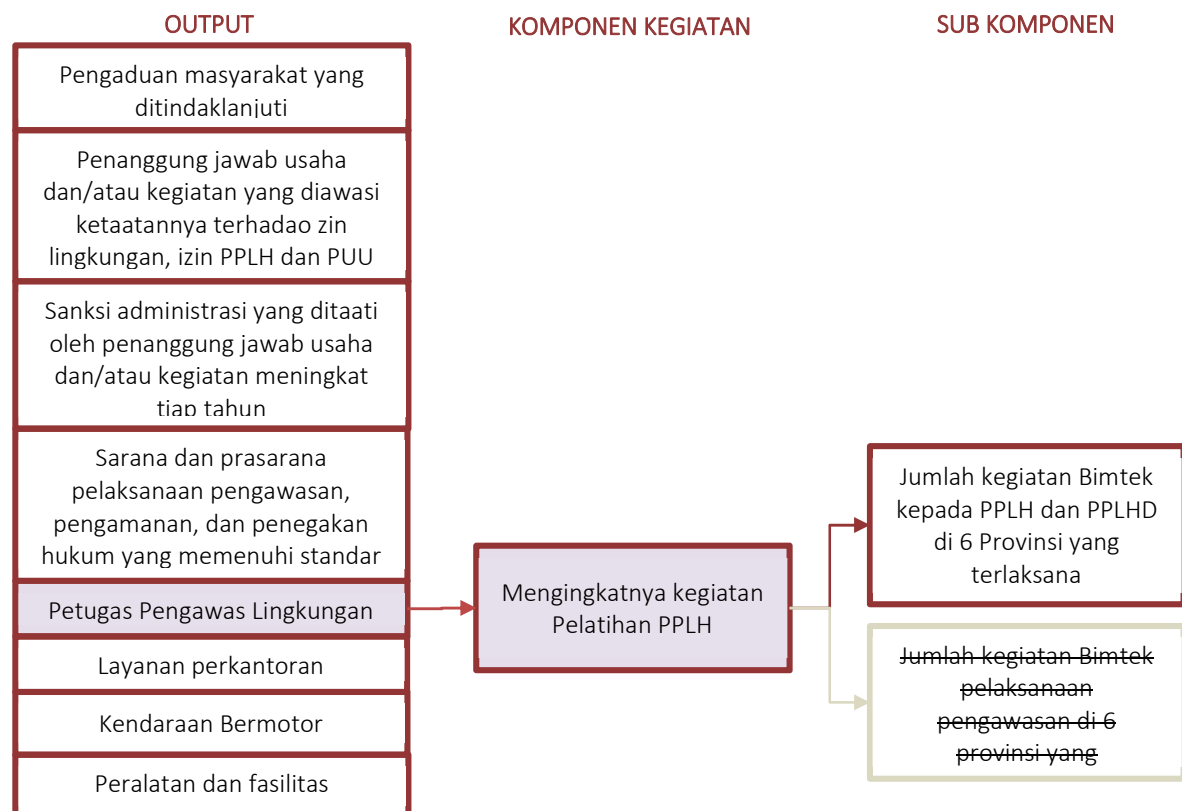 OUTPUT
KOMPONEN KEGIATAN
SUB KOMPONEN
Pengaduan masyarakat yang
ditindaklanjuti
Penanggung jawab usaha
dan/atau kegiatan yang diawasi
ketaatannya terhadao zin
lingkungan, izin PPLH dan PUU
Sanksi administrasi yang ditaati
oleh penanggung jawab usaha
dan/atau kegiatan meningkat
tiap tahun
Sarana dan prasarana
pelaksanaan pengawasan,
pengamanan, dan penegakan
hukum yang memenuhi standar
Petugas Pengawas Lingkungan
Layanan perkantoran
Kendaraan Bermotor
Peralatan dan fasilitas
Mengingkatnya kegiatan
Pelatihan PPLH
Jumlah kegiatan Bimtek
kepada PPLH dan PPLHD
di 6 Provinsi yang
terlaksana
Jumlah kegiatan Bimtek
pelaksanaan
pengawasan di 6
provinsi yang